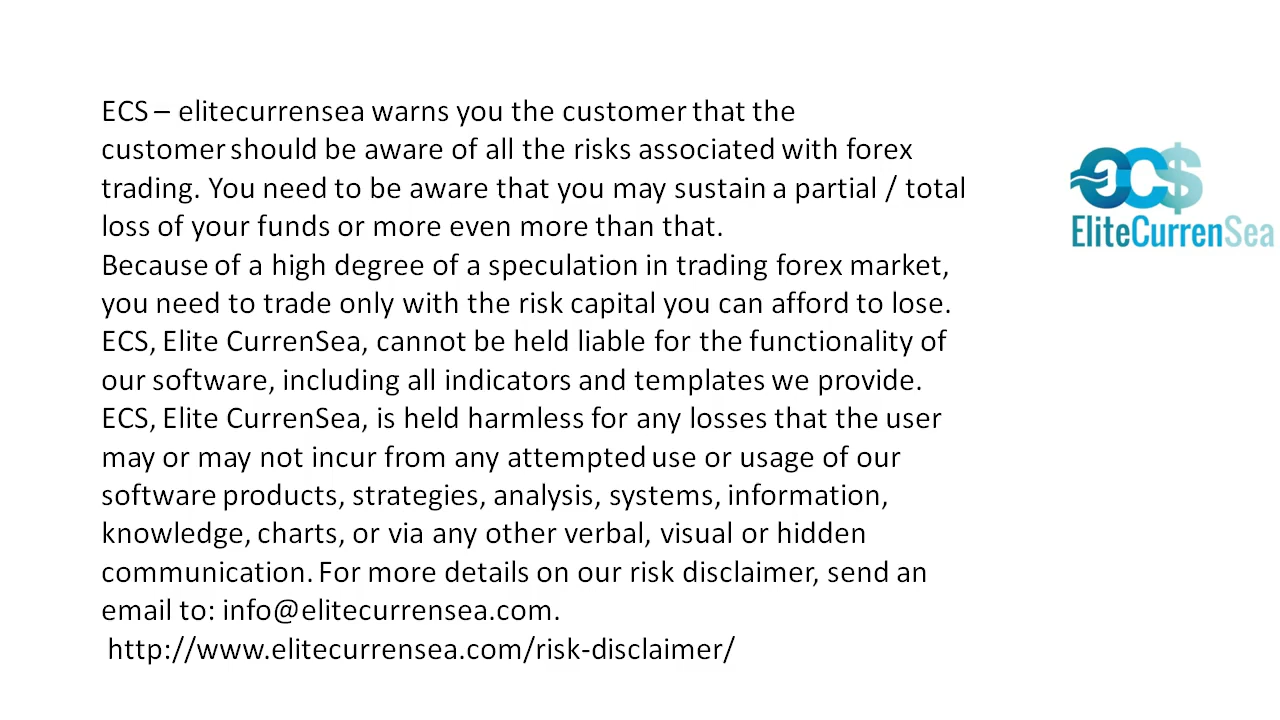 ECS – elitecurrensea warns you the customer that the
customer should be aware of all the risks associated with forex
trading. You need to be aware that you may sustain a partial / total
loss of your funds or more even more than that.
Because of a high degree of a speculation in trading forex market,
you need to trade only with the risk capital you can afford to lose.
ECS, Elite CurrenSea, cannot be held liable for the functionality of
our software, including all indicators and templates we provide.
ECS, Elite CurrenSea, is held harmless for any losses that the user
may or may not incur from any attempted use or usage of our
software products, strategies, analysis, systems, information,
knowledge, charts, or via any other verbal, visual or hidden
communication. For more details on our risk disclaimer, send an
email to: info@elitecurrensea.com.
http://www.elitecurrensea.com/risk-disclaimer/
eC$
EliteCurrenSea